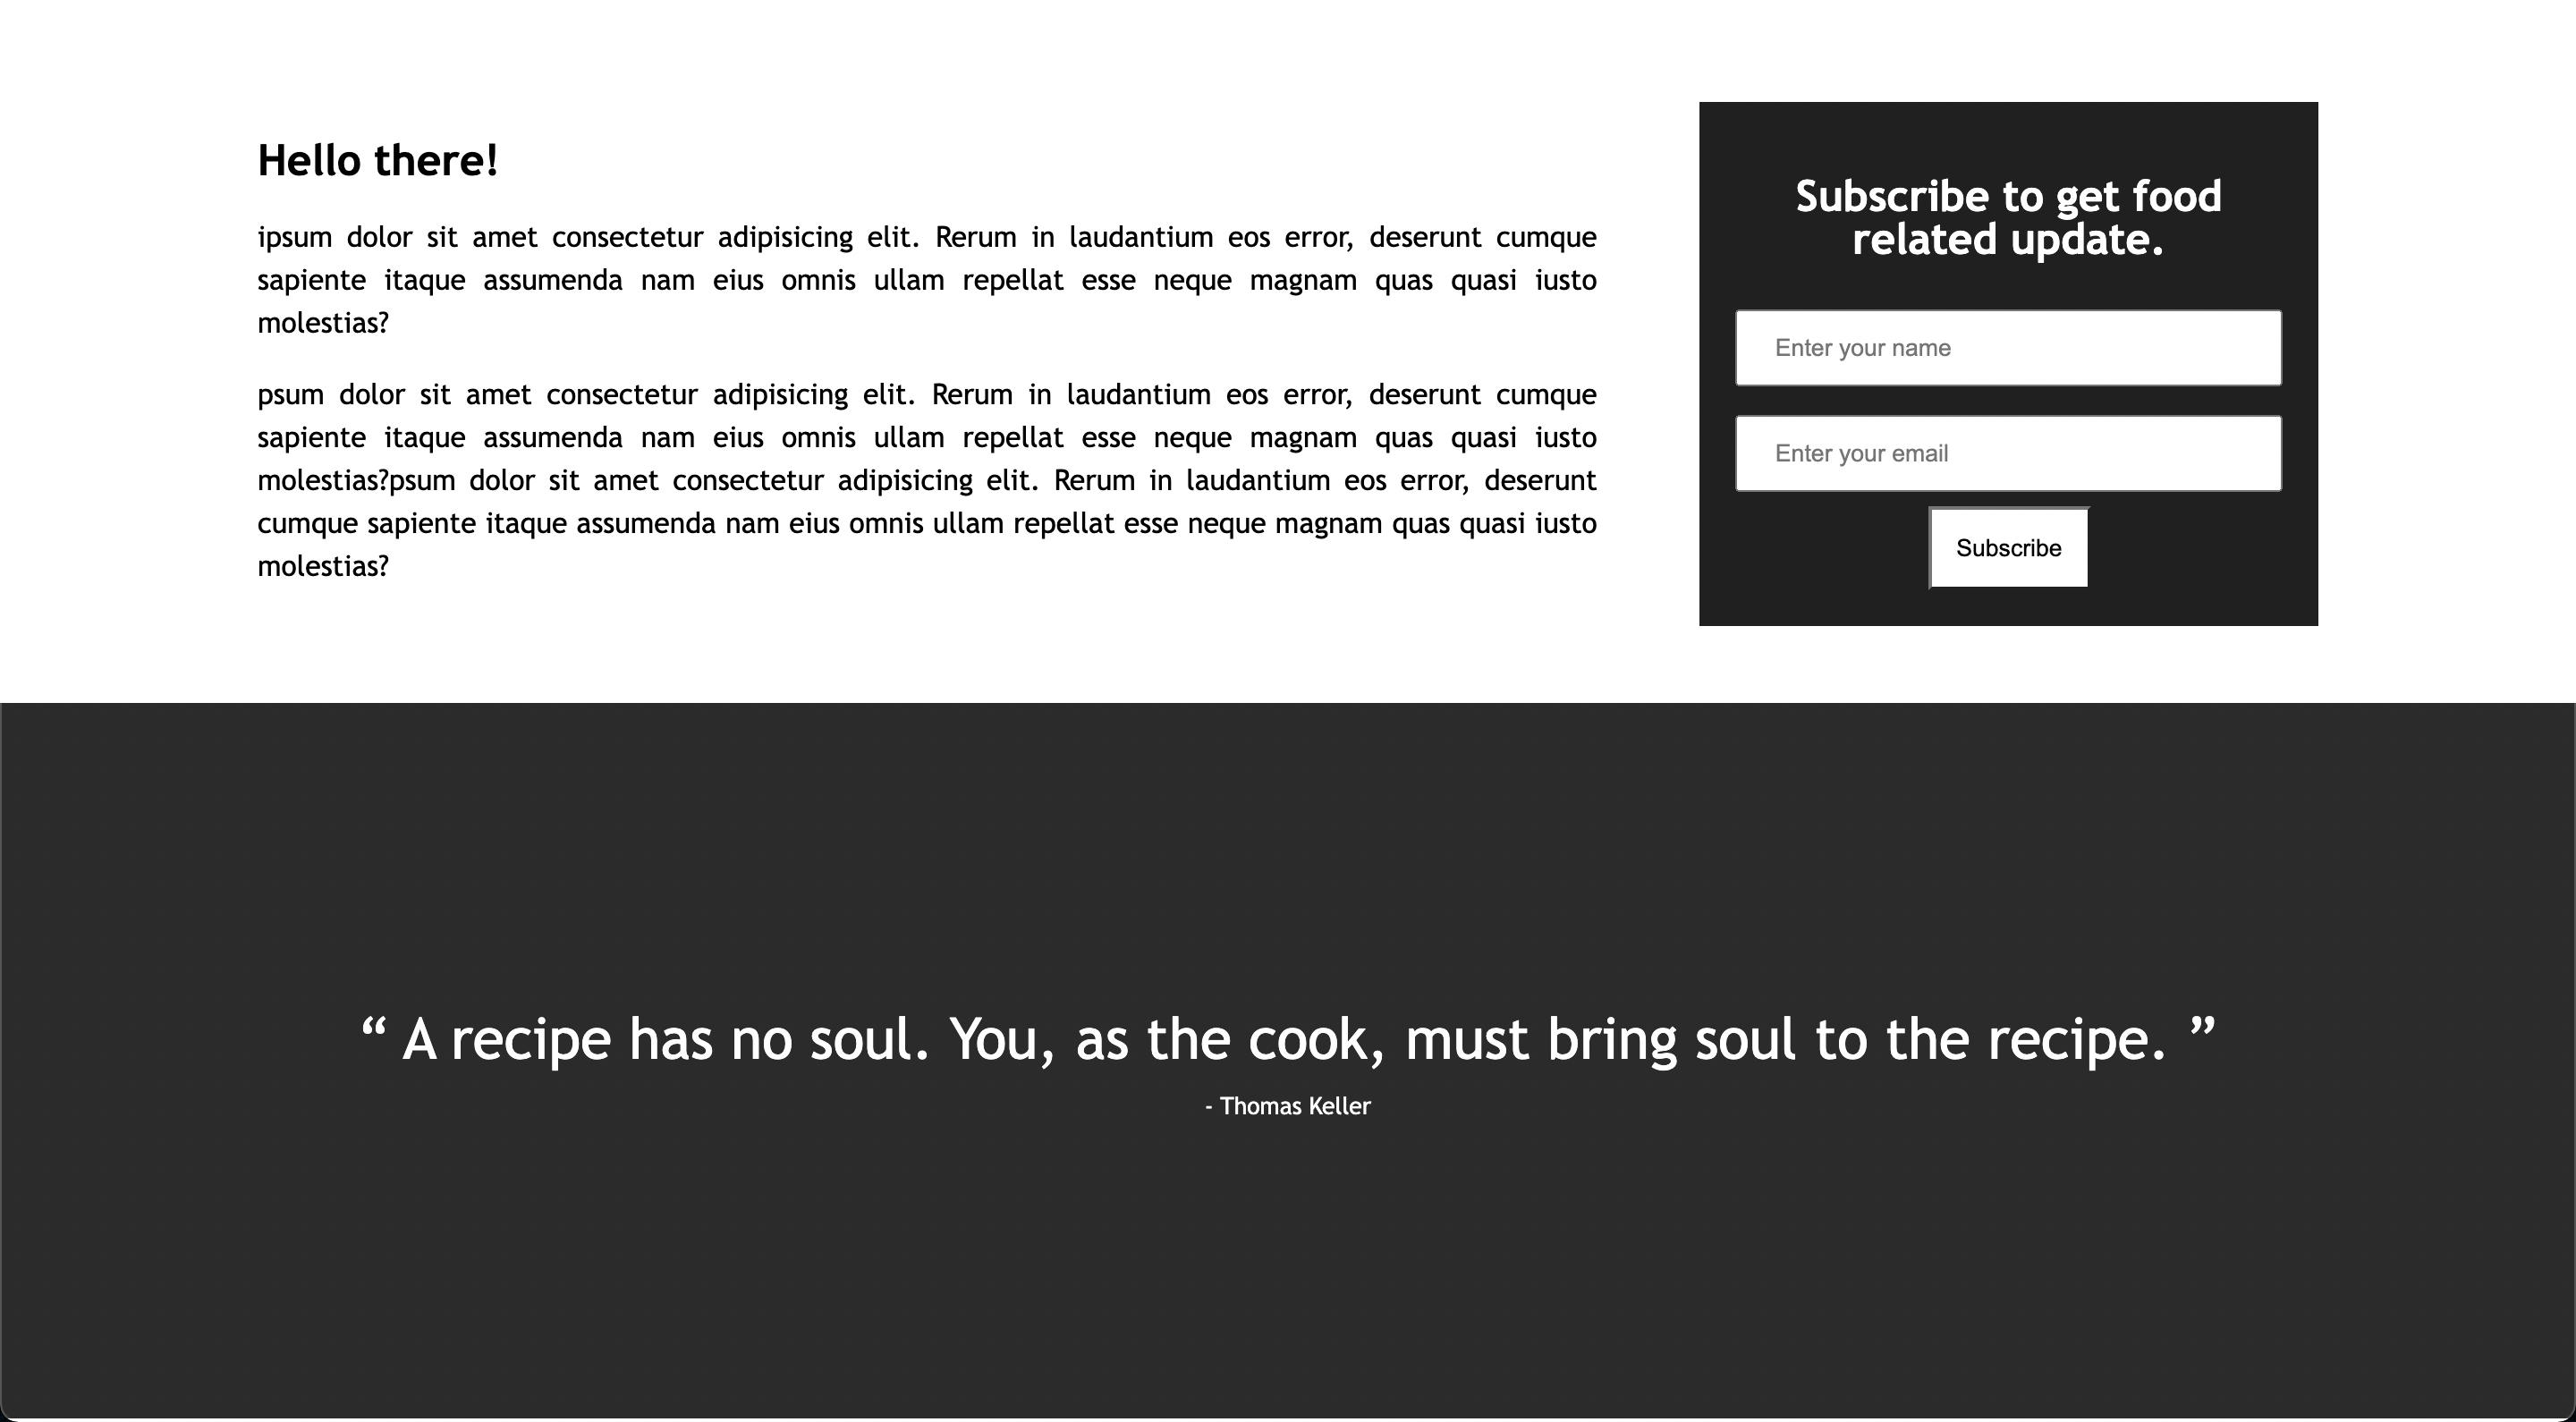 Hello there!
ipsum dolor sit amet consectetur adipisicing elit. Rerum in laudantium eos error, deserunt cumque
sapiente itaque assumenda nam eius omnis ullam repellat esse neque magnam quas quasi iusto
molestias?
psum dolor sit amet consectetur adipisicing elit. Rerum in laudantium eos error, deserunt cumque
sapiente itaque assumenda nam eius omnis ullam repellat esse neque magnam quas quasi iusto
molestias?psum dolor sit amet consectetur adipisicing elit. Rerum in laudantium eos error, deserunt
cumque sapiente itaque assumenda nam eius omnis ullam repellat esse neque magnam quas quasi iusto
molestias?
Subscribe to get food
related update.
Enter your name
Enter your email
Subscribe
“ A recipe has no soul. You, as the cook, must bring soul to the recipe. ”
- Thomas Keller